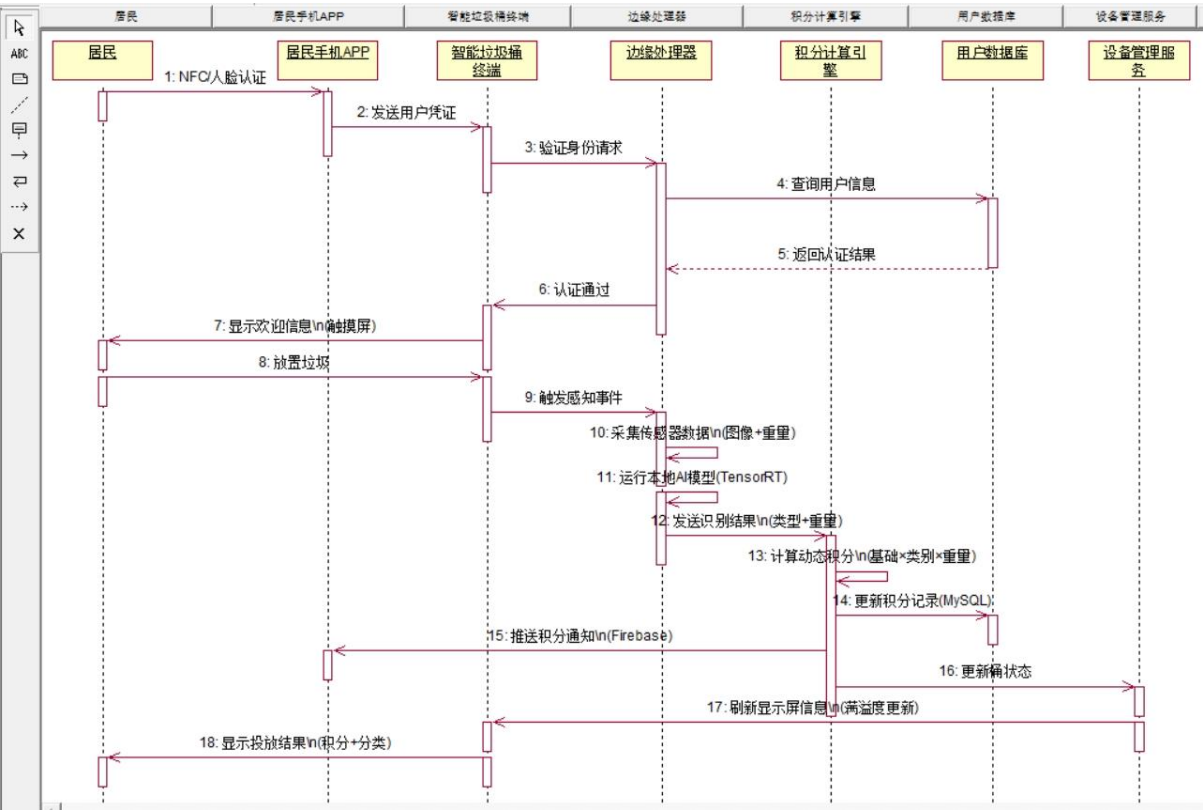 居民
居民手机APP
智能垃圾桶终端
边缘处理器
积分计算引擎
用户数据库
设备管理服务
ABC
居民
居民手机APP
智能垃圾桶
终端
边缘处理器
积分计算引
擎
用户数据库
设备管理服
务
1: NFC/人脸认证
2: 发送用户凭证
3: 验证身份请求
4: 查询用户信息
5: 返回认证结果
6: 认证通过
7: 显示欢迎信息\n(触摸屏)
8: 放置垃圾
9: 触发感知事件
10: 采集传感器数据\n(图像+重量)
11: 运行本地AI模型(TensorRT)
12: 发送识别结果\n(类型+重量)
13: 计算动态积分\n(基础×类别×重量)
14: 更新积分记录(MySQL)
15: 推送积分通知\n(Firebase)
16: 更新桶状态
17: 刷新显示屏信息\n(满溢度更新)
18: 显示投放结果\n(积分+分类)